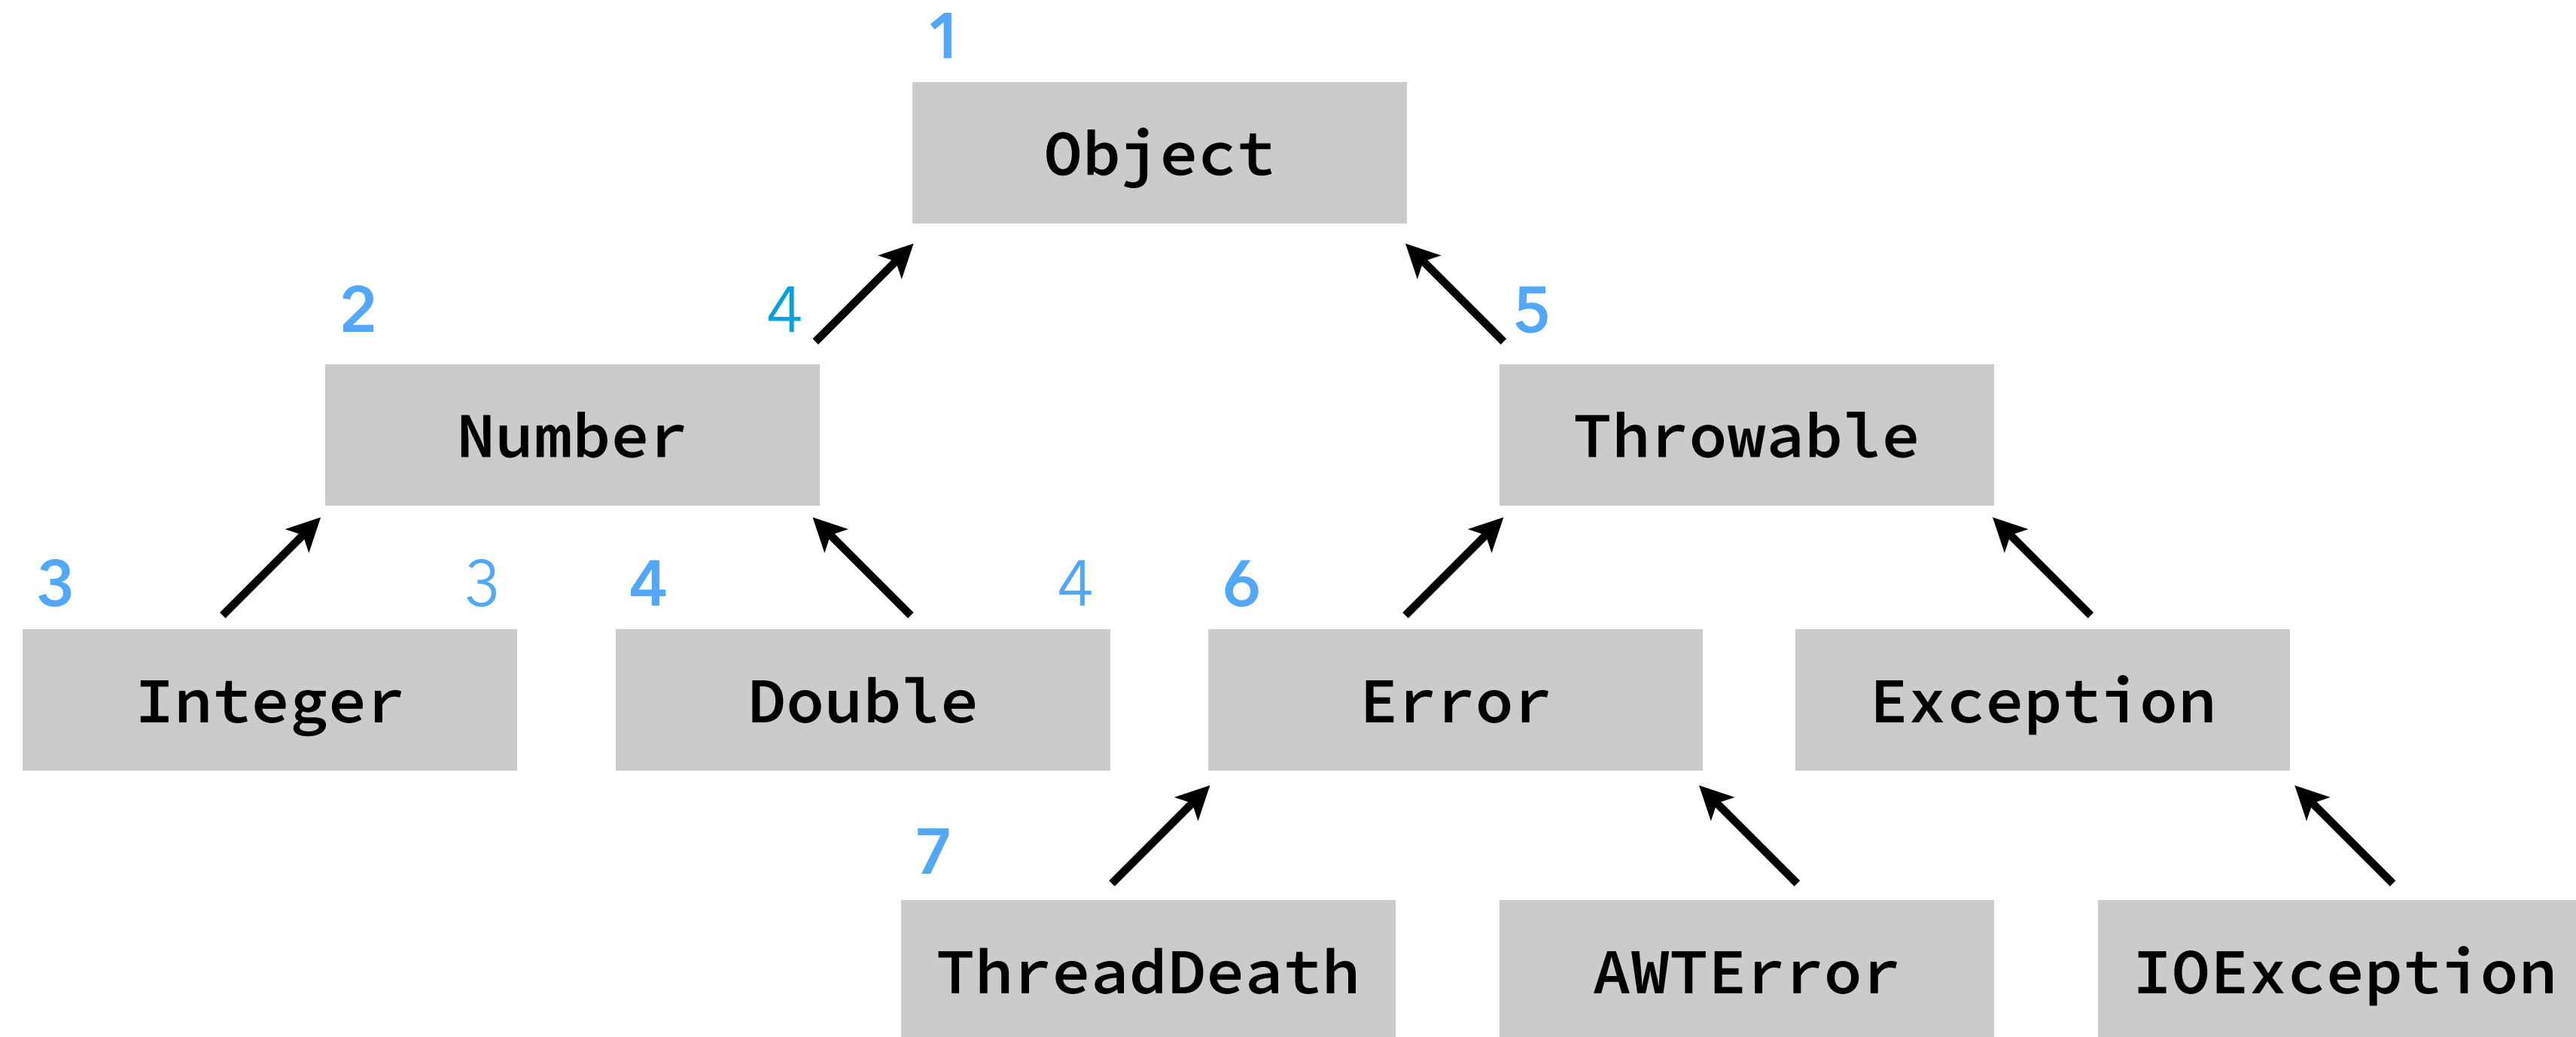 1
Object
2
4
5
Number
Throwable
3
3
4
4
6
Integer
Double
Error
Exception
7
ThreadDeath
AWTError
IOException